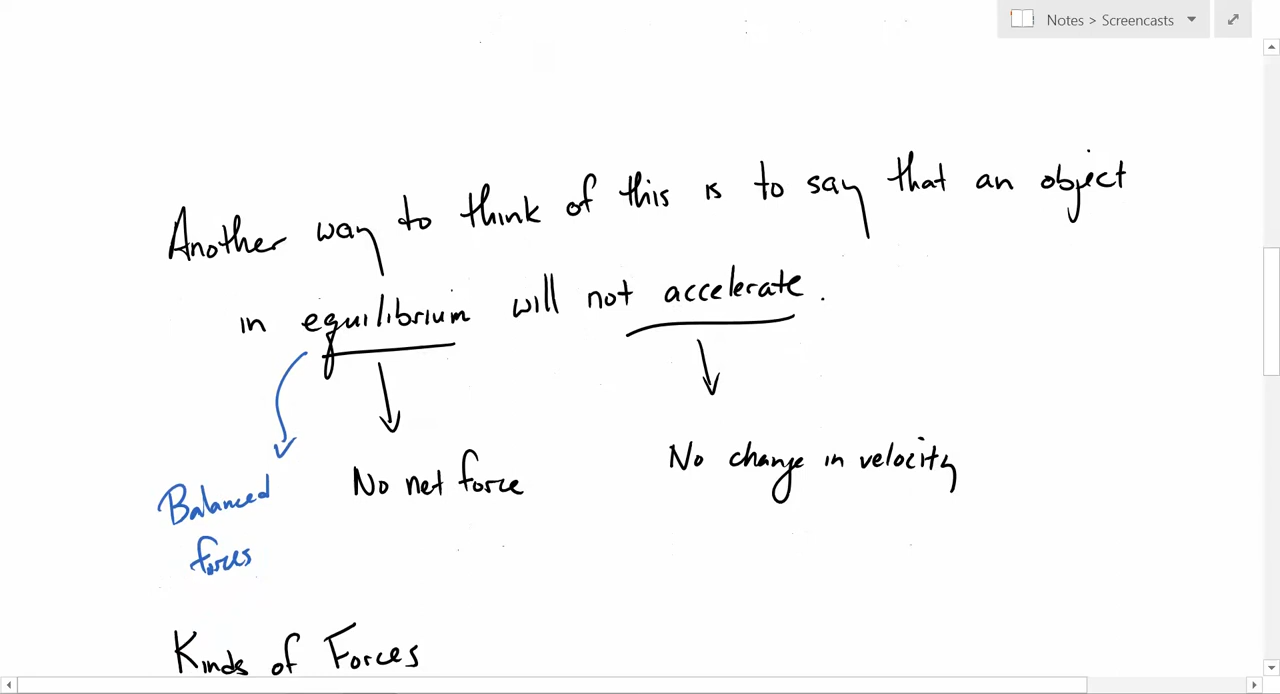 Notes > Screencasts
Another way to think of this is to say that an object
in equilibrium will not accelerate.
No net force
No change in velocity
Balanced
forces
Kinds of Forces